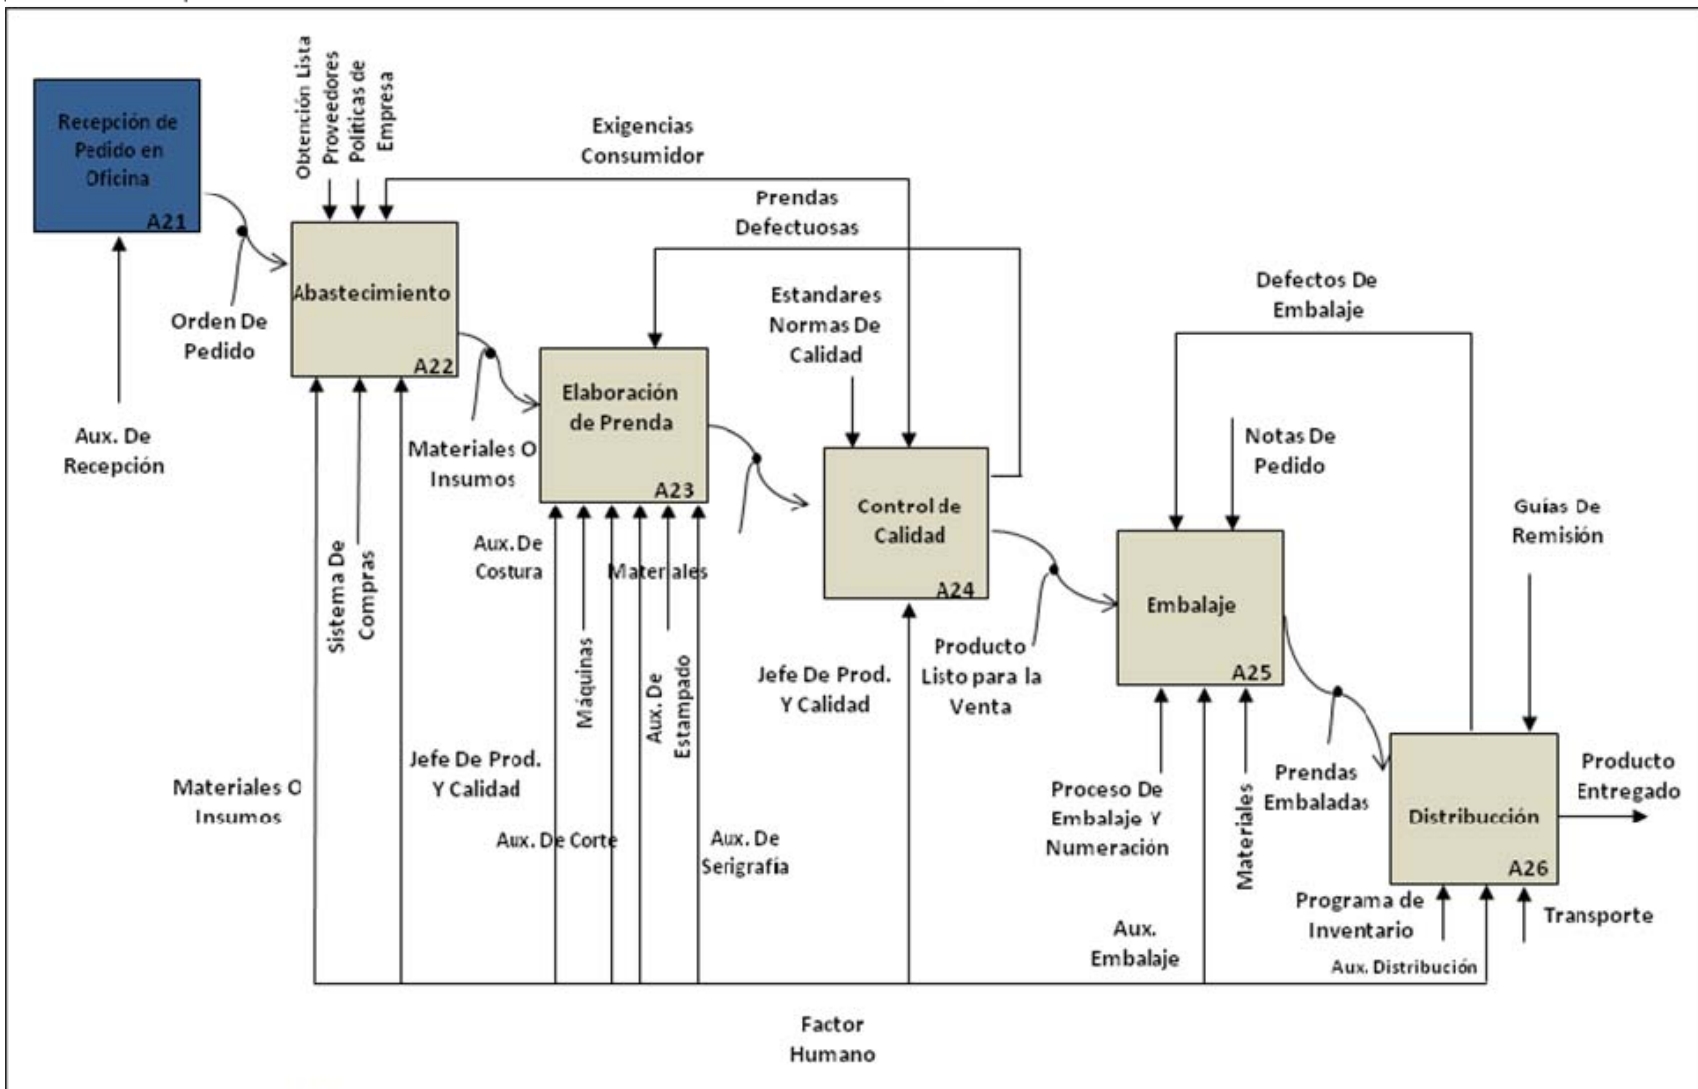 Obtención Lista
Proveedores
Políticas de
Empresa
Recepción de
Pedido en
Oficina
A21
Exigencias
Consumidor
Prendas
Defectuosas
Orden De
Pedido
Abastecimiento
A22
Estandares
Normas De
Calidad
Defectos De
Embalaje
Aux. De
Recepción
Materiales O
Insumos
Elaboración
de Prenda
A23
Notas De
Pedido
Control de
Calidad
A24
Guías De
Remisión
Sistema De
Compras
Aux. De
Costura
Máquinas
Materiales
Aux. De
Estampado
Embalaje
A25
Jefe De Prod.
Y Calidad
Producto
Listo para la
Venta
Materiales O
Insumos
Jefe De Prod.
Y Calidad
Aux. De Corte
Aux. De
Serigrafía
Proceso De
Embalaje Y
Numeración
Materiales
Prendas
Embaladas
Distribucción
A26
Producto
Entregado
Aux.
Embalaje
Programa de
Inventario
Transporte
Aux. Distribución
Factor
Humano